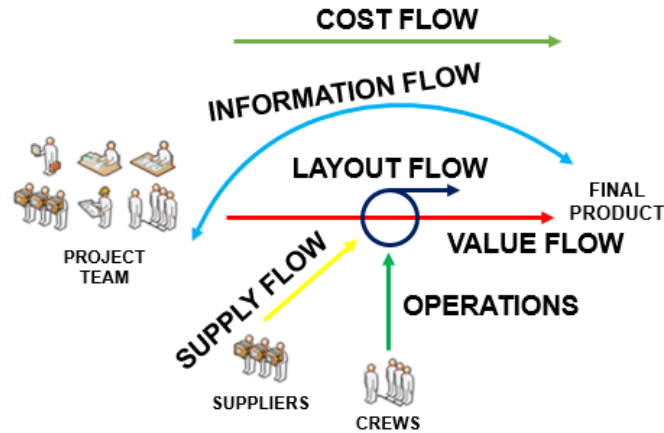 COST FLOW
INFORMATION FLOW
LAYOUT FLOW
FINAL
PRODUCT
VALUE FLOW
PROJECT
TEAM
SUPPLY FLOW
OPERATIONS
SUPPLIERS
CREWS